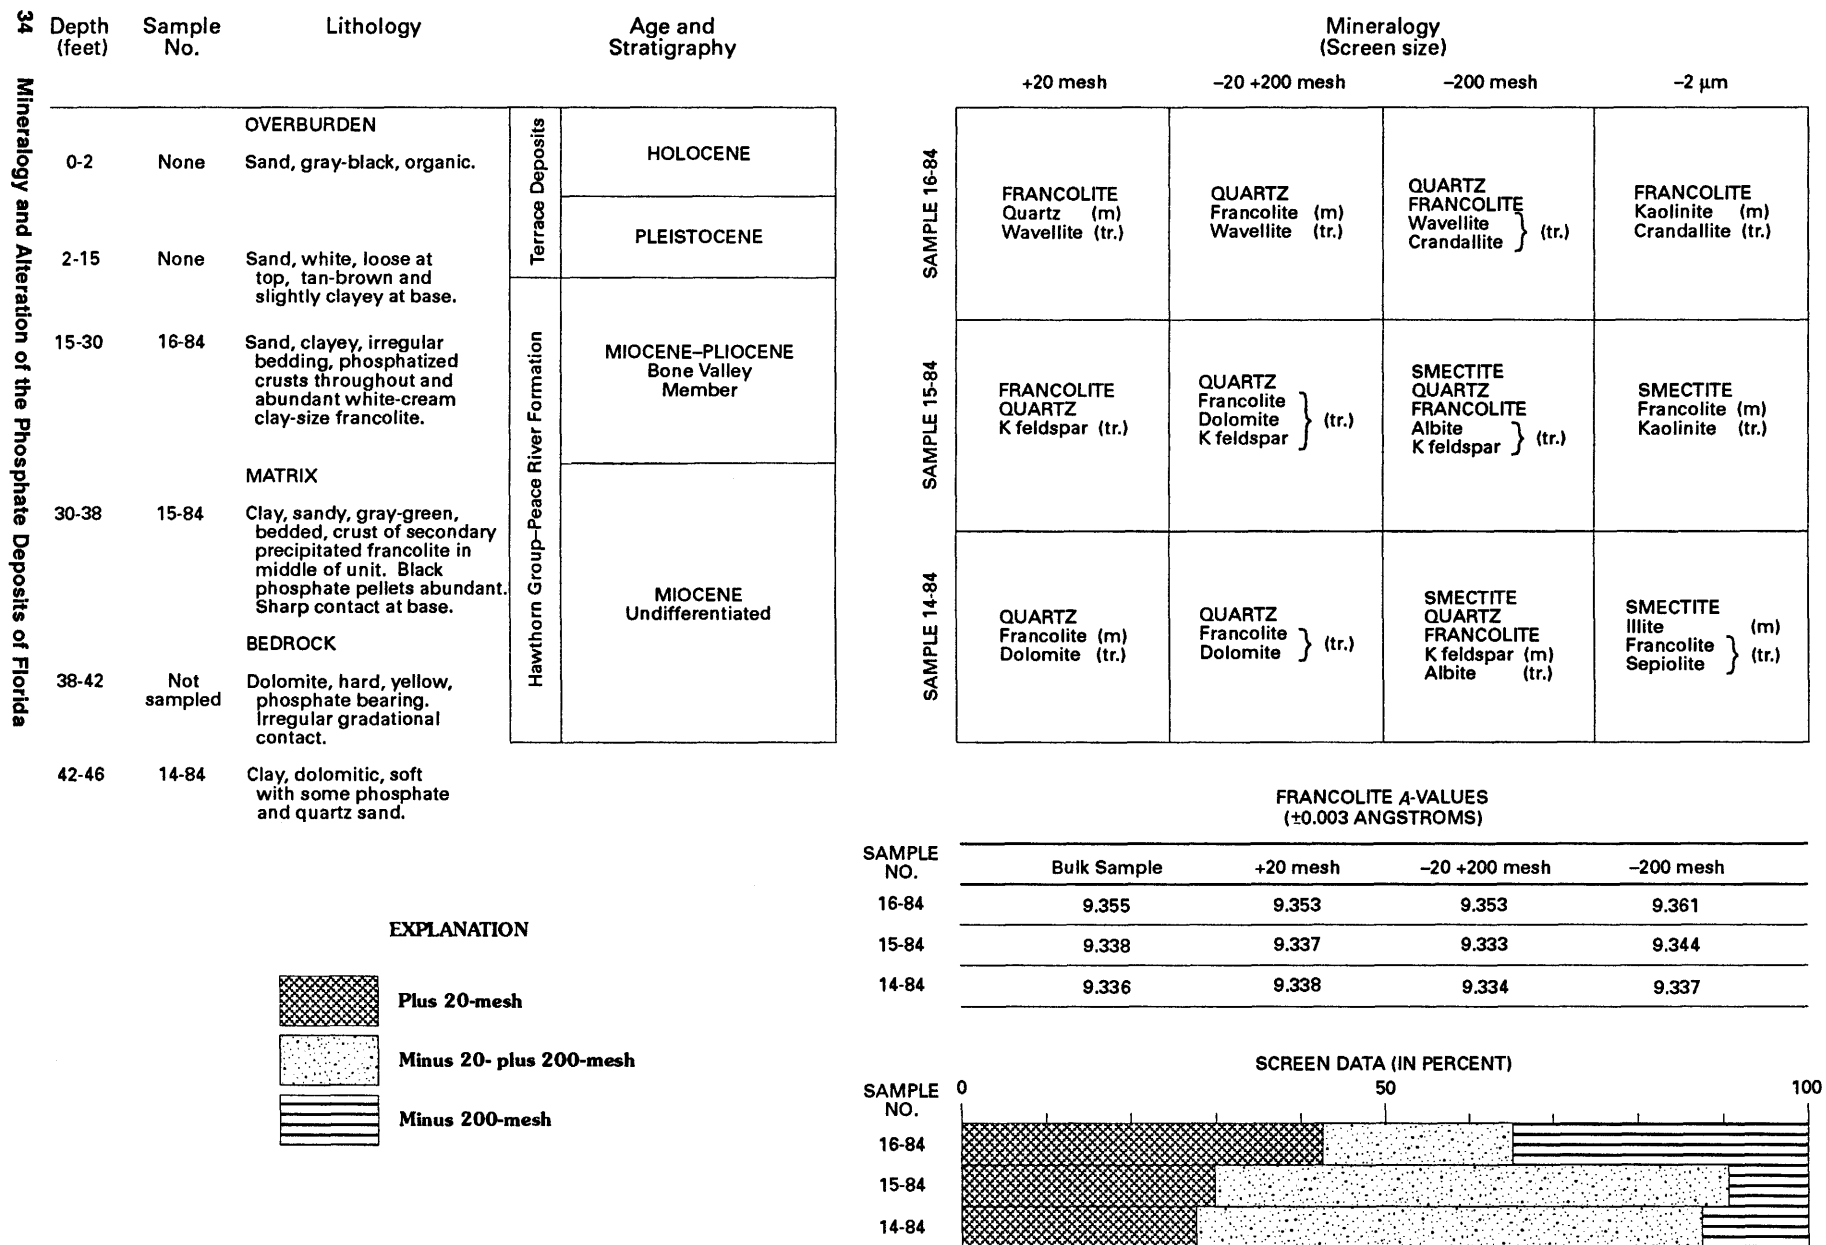 34 Mineralogy and Alteration of the Phosphate Deposits of Florida
Depth
(feet)
Sample
No.
Lithology
Age and
Stratigraphy
OVERBURDEN
0-2 None Sand, gray-black, organic.
2-15 None Sand, white, loose at
top, tan-brown and
slightly clayey at base.
15-30 16-84 Sand, clayey, irregular
bedding, phosphatized
crusts throughout and
abundant white-cream
clay-size francolite.
MATRIX
30-38 15-84 Clay, sandy, gray-green,
bedded, crust of secondary
precipitated francolite in
middle of unit. Black
phosphate pellets abundant.
Sharp contact at base.
BEDROCK
38-42 Not
sampled
Dolomite, hard, yellow,
phosphate bearing.
Irregular gradational
contact.
42-46 14-84 Clay, dolomitic, soft
with some phosphate
and quartz sand.
Terrace Deposits
Hawthorn Group–Peace River Formation
HOLOCENE
PLEISTOCENE
MIOCENE–PLIOCENE
Bone Valley
Member
MIOCENE
Undifferentiated
Mineralogy
(Screen size)
+20 mesh –20 +200 mesh –200 mesh –2 µm
SAMPLE 16-84
FRANCOLITE
Quartz (m)
Wavellite (tr.)
QUARTZ
Francolite (m)
Wavellite (tr.)
QUARTZ
FRANCOLITE
Wavellite
Crandallite } (tr.)
FRANCOLITE
Kaolinite (m)
Crandallite (tr.)
SAMPLE 15-84
FRANCOLITE
QUARTZ
K feldspar (tr.)
QUARTZ
Francolite
Dolomite } (tr.)
K feldspar
SMECTITE
QUARTZ
FRANCOLITE
Albite
K feldspar } (tr.)
SMECTITE
Francolite (m)
Kaolinite (tr.)
SAMPLE 14-84
QUARTZ
Francolite (m)
Dolomite (tr.)
QUARTZ
Francolite
Dolomite } (tr.)
SMECTITE
QUARTZ
FRANCOLITE
K feldspar (m)
Albite (tr.)
SMECTITE
Illite (m)
Francolite
Sepiolite } (tr.)
FRANCOLITE A-VALUES
(±0.003 ANGSTROMS)
SAMPLE
NO.
Bulk Sample +20 mesh –20 +200 mesh –200 mesh
16-84 9.355 9.353 9.353 9.361
15-84 9.338 9.337 9.333 9.344
14-84 9.336 9.338 9.334 9.337
EXPLANATION
Plus 20-mesh
Minus 20- plus 200-mesh
Minus 200-mesh
SCREEN DATA (IN PERCENT)
SAMPLE
NO.
0 50 100
16-84
15-84
14-84